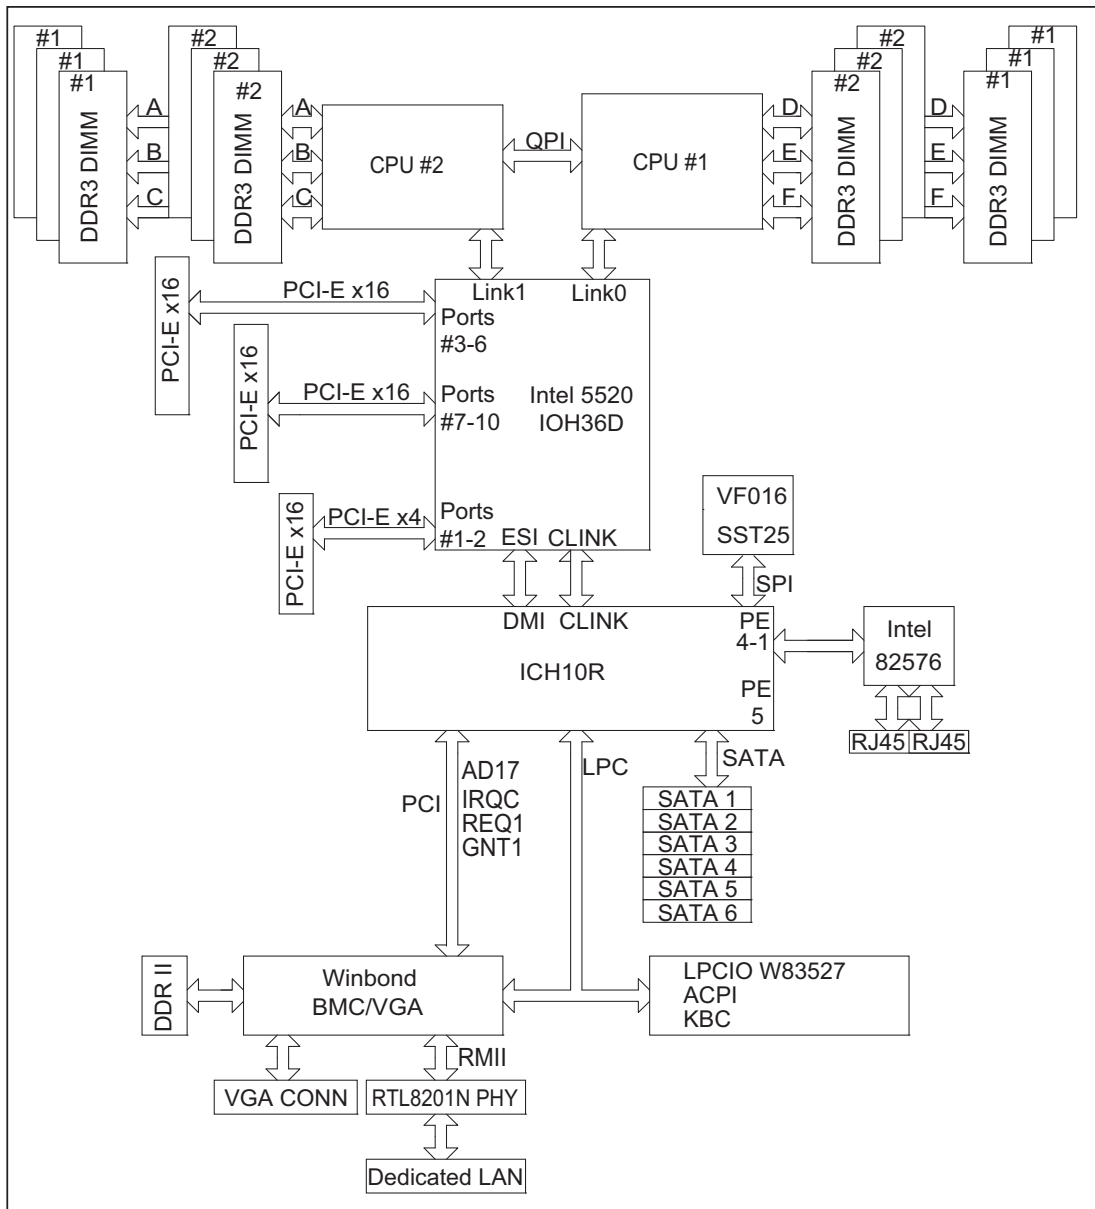 #1
#2
#2
#1
#1
#2
#2
#1
#1
#2
#2
#1
DDR3 DIMM
DDR3 DIMM
DDR3 DIMM
DDR3 DIMM
A
A
D
D
B
B
E
E
C
C
F
F
CPU #2
QPI
CPU #1
Link1
Link0
PCI-E x16
PCI-E x16
Ports
#3-6
PCI-E x16
PCI-E x16
Ports
#7-10
Intel 5520
IOH36D
PCI-E x16
PCI-E x4
Ports
#1-2
ESI
CLINK
VF016
SST25
SPI
DMI
CLINK
PE
4-1
ICH10R
PE
5
Intel
82576
RJ45
RJ45
PCI
AD17
IRQC
REQ1
GNT1
LPC
SATA
SATA 1
SATA 2
SATA 3
SATA 4
SATA 5
SATA 6
DDR II
Winbond
BMC/VGA
LPCIO W83527
ACPI
KBC
RMII
VGA CONN
RTL8201N PHY
Dedicated LAN